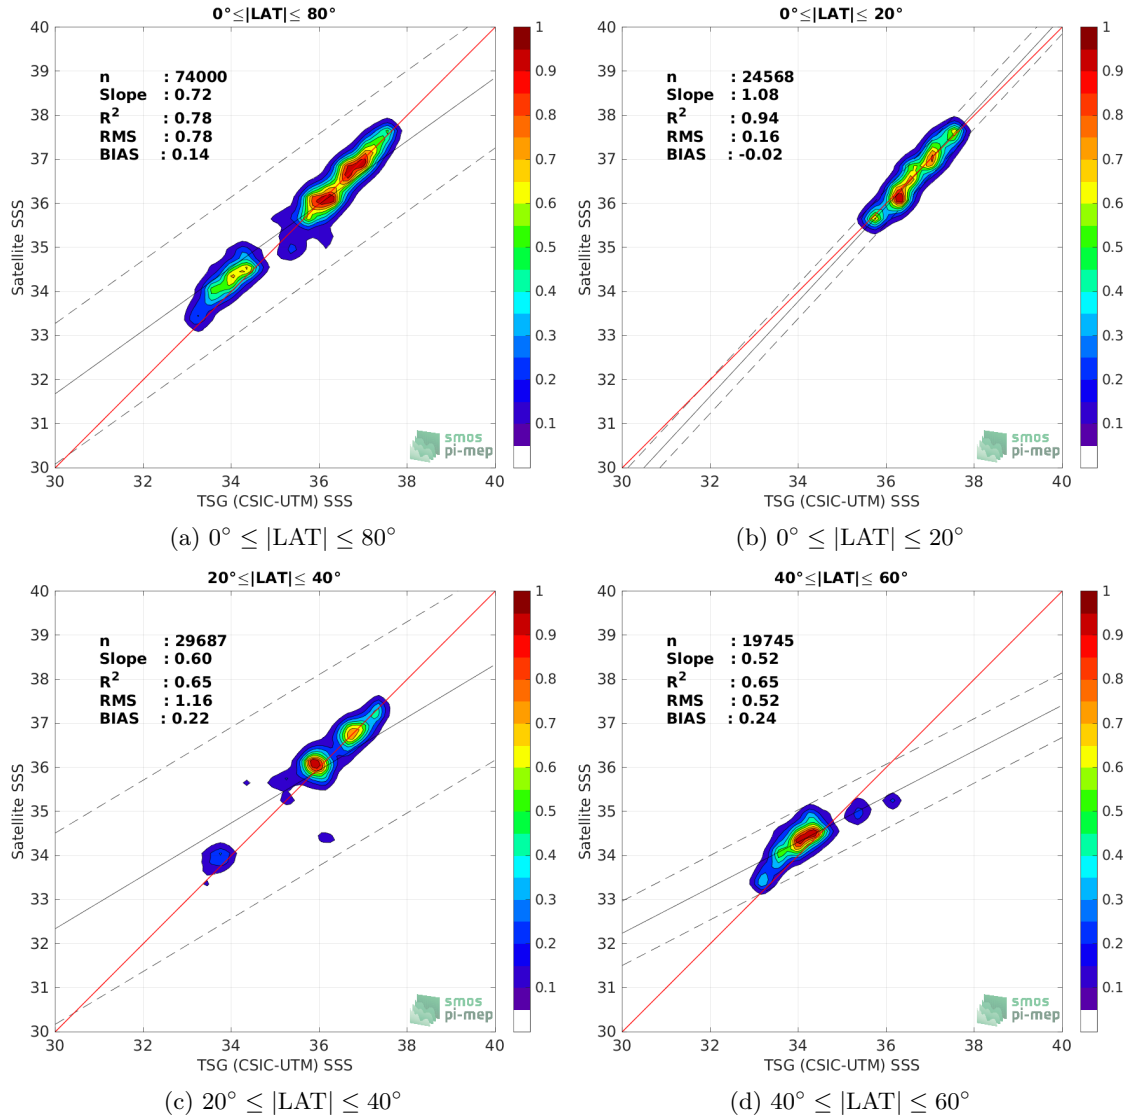 0°≤|LAT|≤ 80°
40
39
38
37
36
35
34
33
32
31
30
Satellite SSS
n : 74000
Slope : 0.72
R² : 0.78
RMS : 0.78
BIAS : 0.14
smos
pi-mep
30 32 34 36 38 40
TSG (CSIC-UTM) SSS
1
0.9
0.8
0.7
0.6
0.5
0.4
0.3
0.2
0.1
(a) 0° ≤ |LAT| ≤ 80°
0°≤|LAT|≤ 20°
40
39
38
37
36
35
34
33
32
31
30
Satellite SSS
n : 24568
Slope : 1.08
R² : 0.94
RMS : 0.16
BIAS : -0.02
smos
pi-mep
30 32 34 36 38 40
TSG (CSIC-UTM) SSS
1
0.9
0.8
0.7
0.6
0.5
0.4
0.3
0.2
0.1
(b) 0° ≤ |LAT| ≤ 20°
20°≤|LAT|≤ 40°
40
39
38
37
36
35
34
33
32
31
30
Satellite SSS
n : 29687
Slope : 0.60
R² : 0.65
RMS : 1.16
BIAS : 0.22
smos
pi-mep
30 32 34 36 38 40
TSG (CSIC-UTM) SSS
1
0.9
0.8
0.7
0.6
0.5
0.4
0.3
0.2
0.1
(c) 20° ≤ |LAT| ≤ 40°
40°≤|LAT|≤ 60°
40
39
38
37
36
35
34
33
32
31
30
Satellite SSS
n : 19745
Slope : 0.52
R² : 0.65
RMS : 0.52
BIAS : 0.24
smos
pi-mep
30 32 34 36 38 40
TSG (CSIC-UTM) SSS
1
0.9
0.8
0.7
0.6
0.5
0.4
0.3
0.2
0.1
(d) 40° ≤ |LAT| ≤ 60°